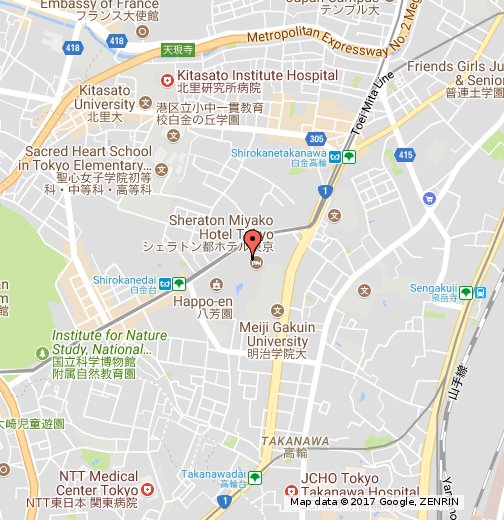 Embassy of France
フランス大使館
テンプル大
418
418
天現寺
Metropolitan Expressway No. 2
Toei Mita Line
Kitasato Institute Hospital
北里研究所病院
Friends Girls Ju
& Senio
普連土学園
Kitasato
University
北里大
港区立小中一貫教育
校白金の丘学園
305
Sacred Heart School
in Tokyo Elementary...
聖心女子学院初等
科・中等科・高等科
Shirokanetakanawa
白金高輪
415
1
Sheraton Miyako
Hotel Tokyo
シェラトン都ホテル東京
Shirokanedai
白金台
Sengakuji
泉岳寺
Happo-en
八芳園
Meiji Gakuin
University
明治学院大
Institute for Nature
Study, National...
国立科学博物館
附属自然教育園
山手線
大崎児童遊園
TAKANAWA
高輪
NTT Medical
Center Tokyo
NTT東日本 関東病院
Takanawadai
高輪台
1
JCHO Tokyo
Takanawa Hospital
Map data © 2017 Google, ZENRIN